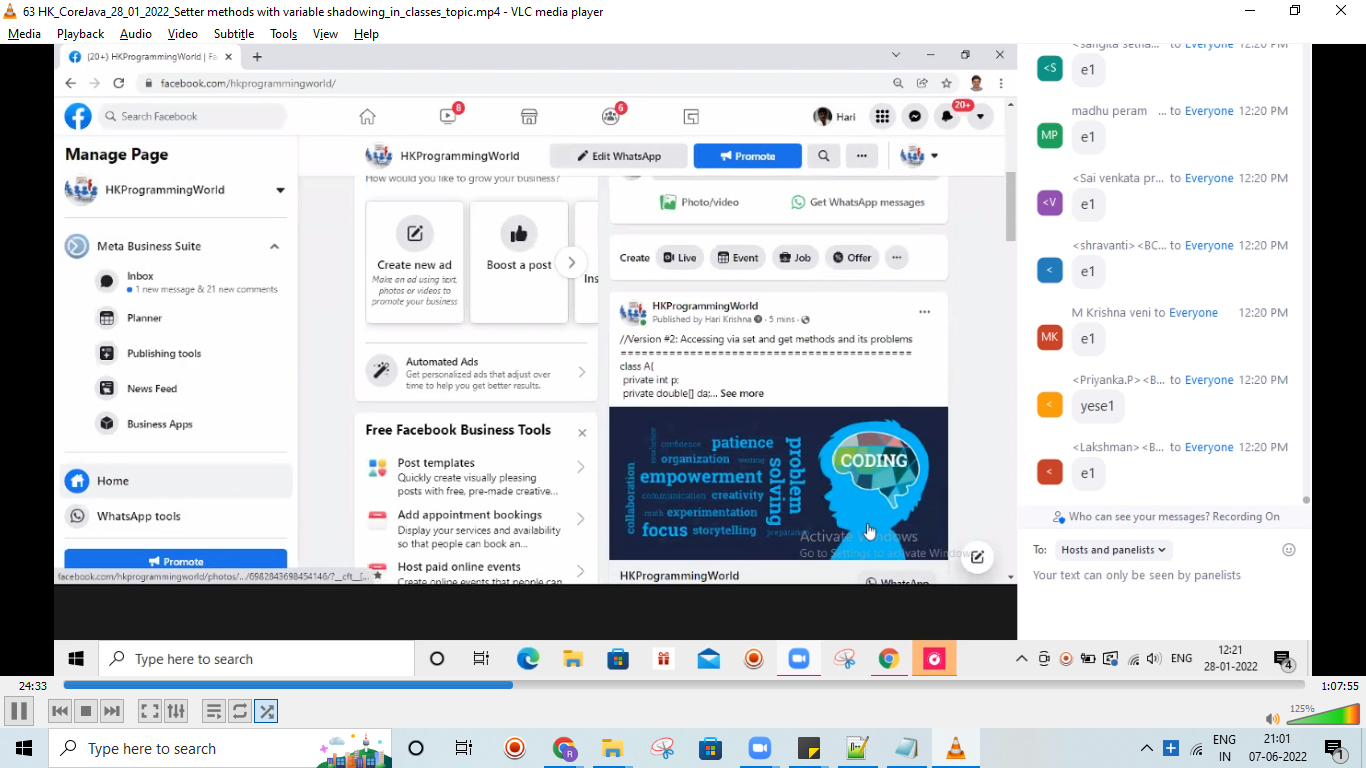 63 HK_CoreJava_28_01_2022_Setter methods with variable shadowing_in_classes_topic.mp4 - VLC media player
Media Playback Audio Video Subtitle Tools View Help
(20+) HKProgrammingWorld | Fa
facebook.com/hkprogrammingworld/
Search Facebook
8
6
Hari
20+
Manage Page
HKProgrammingWorld
Meta Business Suite
Inbox
1 new message & 21 new comments
Planner
Publishing tools
News Feed
Business Apps
Home
WhatsApp tools
Promote
facebook.com/hkprogrammingworld/photos/.../6982843698454146/?__cft__[...
HKProgrammingWorld
Edit WhatsApp
Promote
How would you like to grow your business?
Create new ad
Make an ad using text,
photos or videos to
promote your business
Boost a post
Ins
Automated Ads
Get personalized ads that adjust over
time to help you get better results.
Free Facebook Business Tools
Post templates
Quickly create visually pleasing
posts with free, pre-made creative...
Add appointment bookings
Display your services and availability
so that people can book an...
Host paid online events
Create online events that people can
Photo/video
Get WhatsApp messages
Create Live Event Job Offer
HKProgrammingWorld
Published by Hari Krishna · 5 mins ·
//Version #2: Accessing via set and get methods and its problems
==========================================
class A{
private int p:
private double[] da;... See more
confidence patience
organization
empowerment
communication creativity
math experimentation
focus storytelling
collaboration
problem
solving
CODING
Activate Windows
Go to Settings to activate Windows
HKProgrammingWorld
WhatsApp
to Everyone 12:20 PM
<S
e1
madhu peram ... to Everyone 12:20 PM
MP
e1
<Sai venkata pr... to Everyone 12:20 PM
<V
e1
<shravanti> <BC... to Everyone 12:20 PM
<
e1
M Krishna veni to Everyone 12:20 PM
MK
e1
<Priyanka.P> <B... to Everyone 12:20 PM
<
yese1
<Lakshman> <B... to Everyone 12:20 PM
<
e1
Who can see your messages? Recording On
To: Hosts and panelists
Your text can only be seen by panelists
Type here to search
ENG
12:21
28-01-2022
4
24:33
1:07:55
125%
Type here to search
R
ENG
IN
21:01
07-06-2022
1